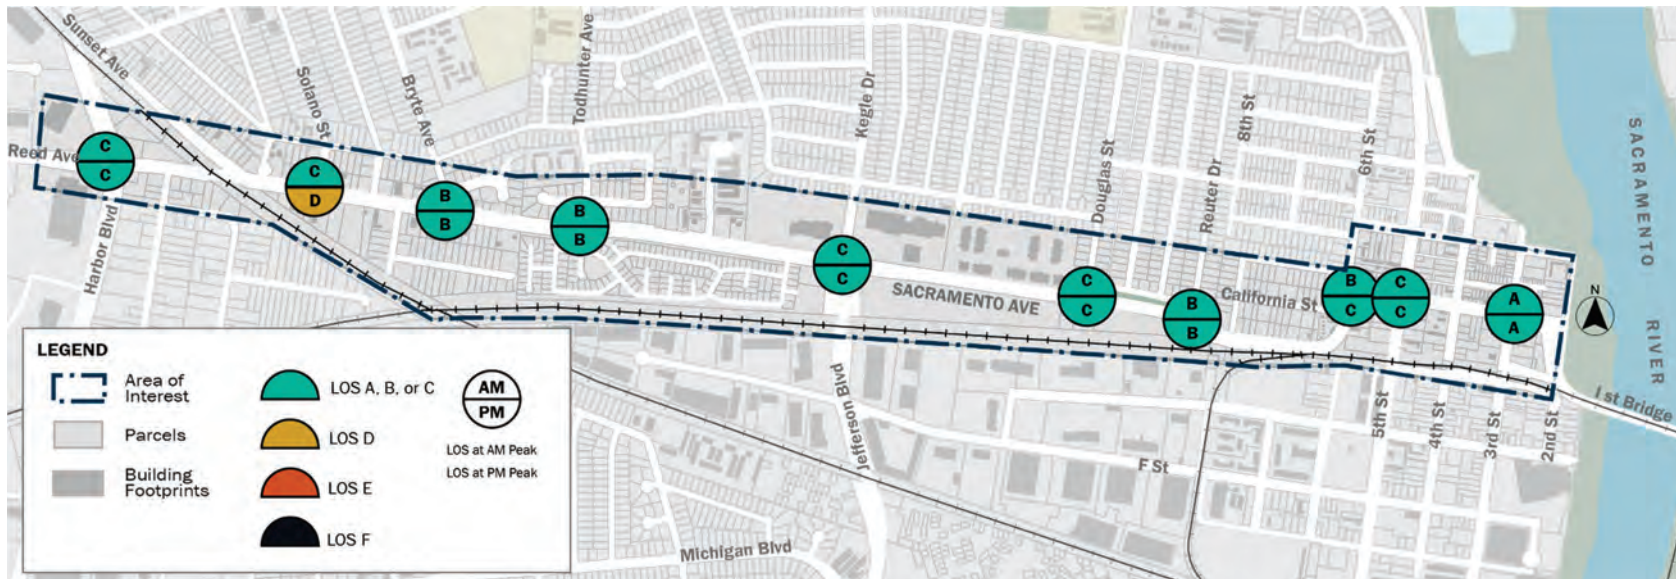 Sunset Ave
Solano St
Bryte Ave
Todhunter Ave
Kegle Dr
Douglas St
Reuter Dr
8th St
6th St
SACRAMENTO
RIVER
Reed Ave
Harbor Blvd
C
C
C
D
B
B
B
B
C
C
C
C
B
B
B
C
C
C
A
A
N
SACRAMENTO AVE
California St
Jefferson Blvd
5th St
4th St
3rd St
2nd St
I st Bridge
F St
Michigan Blvd
LEGEND
Area of
Interest
Parcels
Building
Footprints
LOS A, B, or C
LOS D
LOS E
LOS F
AM
PM
LOS at AM Peak
LOS at PM Peak